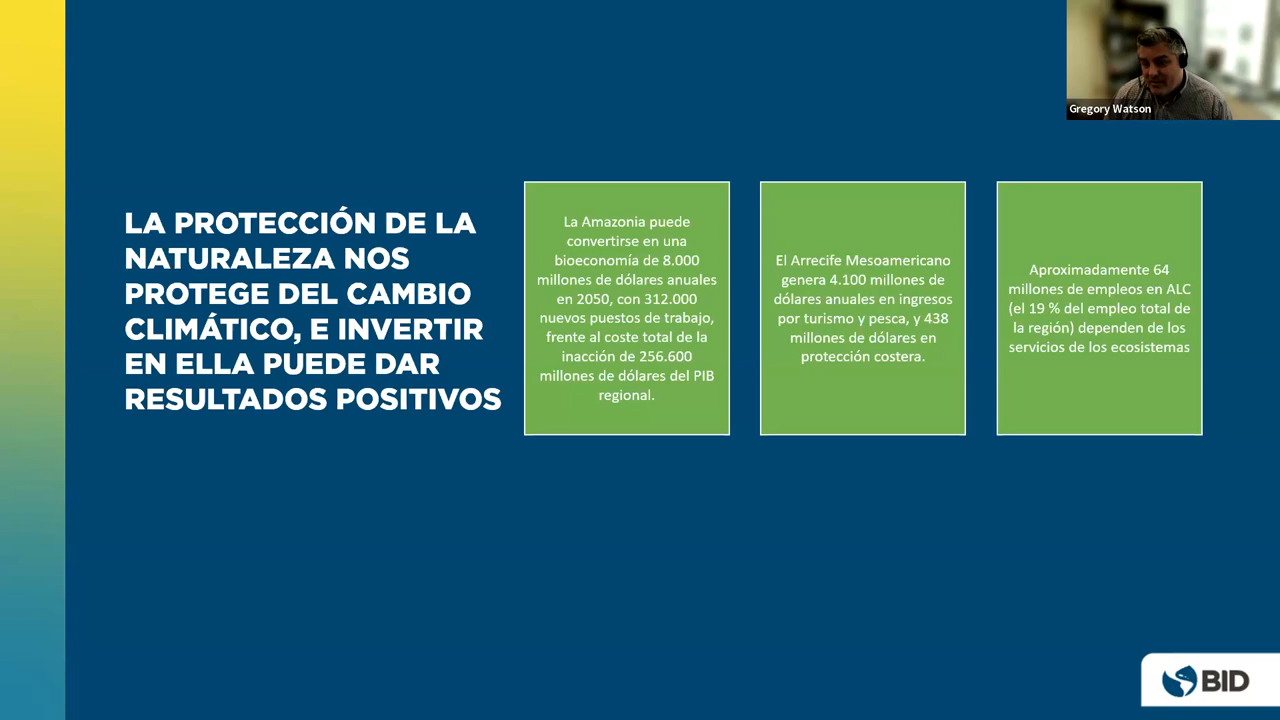 Gregory Watson
LA PROTECCIÓN DE LA
NATURALEZA NOS
PROTEGE DEL CAMBIO
CLIMÁTICO, E INVERTIR
EN ELLA PUEDE DAR
RESULTADOS POSITIVOS
La Amazonia puede
convertirse en una
bioeconomía de 8.000
millones de dólares anuales
en 2050, con 312.000
nuevos puestos de trabajo,
frente al coste total de la
inacción de 256.600
millones de dólares del PIB
regional.
El Arrecife Mesoamericano
genera 4.100 millones de
dólares anuales en ingresos
por turismo y pesca, y 438
millones de dólares en
protección costera.
Aproximadamente 64
millones de empleos en ALC
(el 19 % del empleo total de
la región) dependen de los
servicios de los ecosistemas
BID